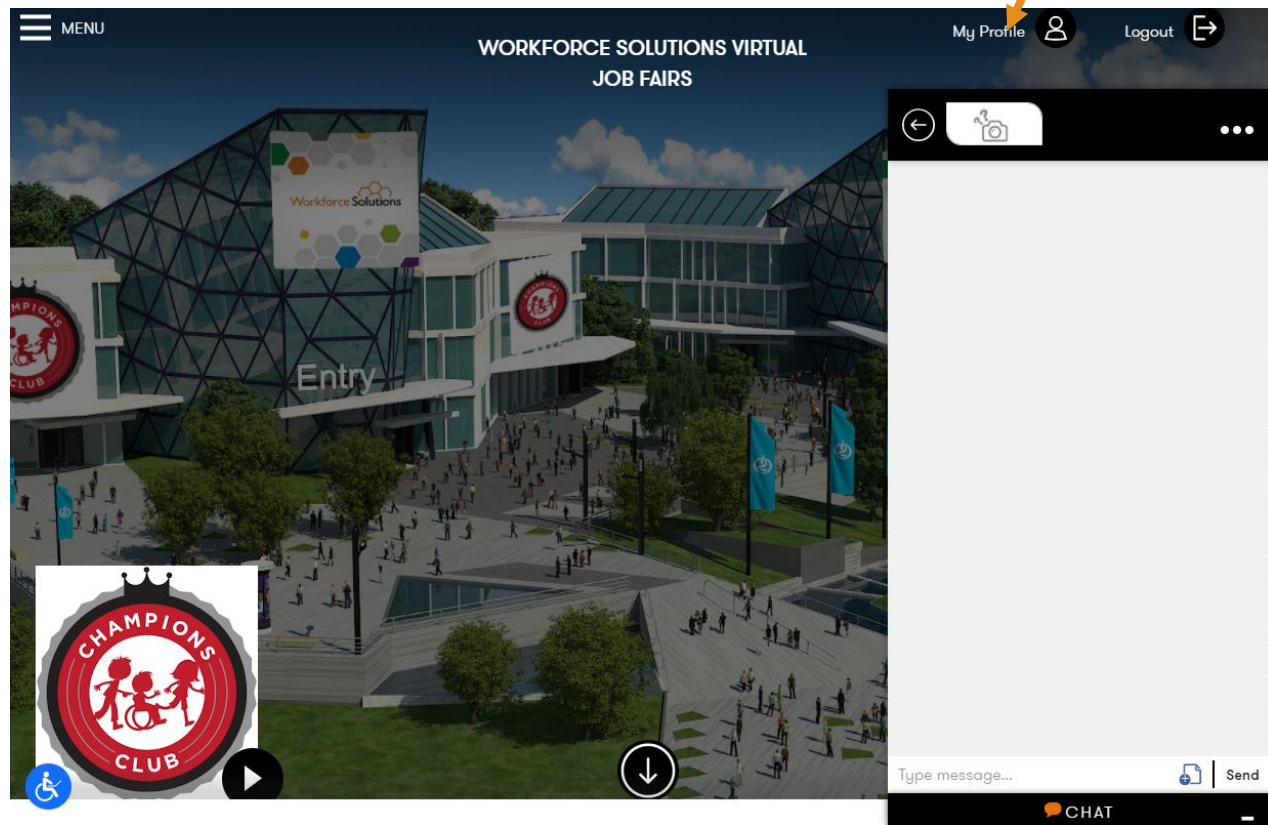 MENU
WORKFORCE SOLUTIONS VIRTUAL
JOB FAIRS
My Profile
Logout
Workforce Solutions
MPIONS
CLUB
Entry
CHAMPIONS
CLUB
Type message...
Send
CHAT